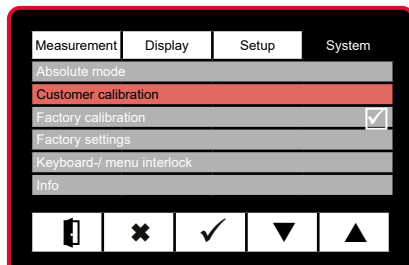 Measurement Display Setup System
Absolute mode
Customer calibration
Factory calibration
Factory settings
Keyboard-/ menu interlock
Info